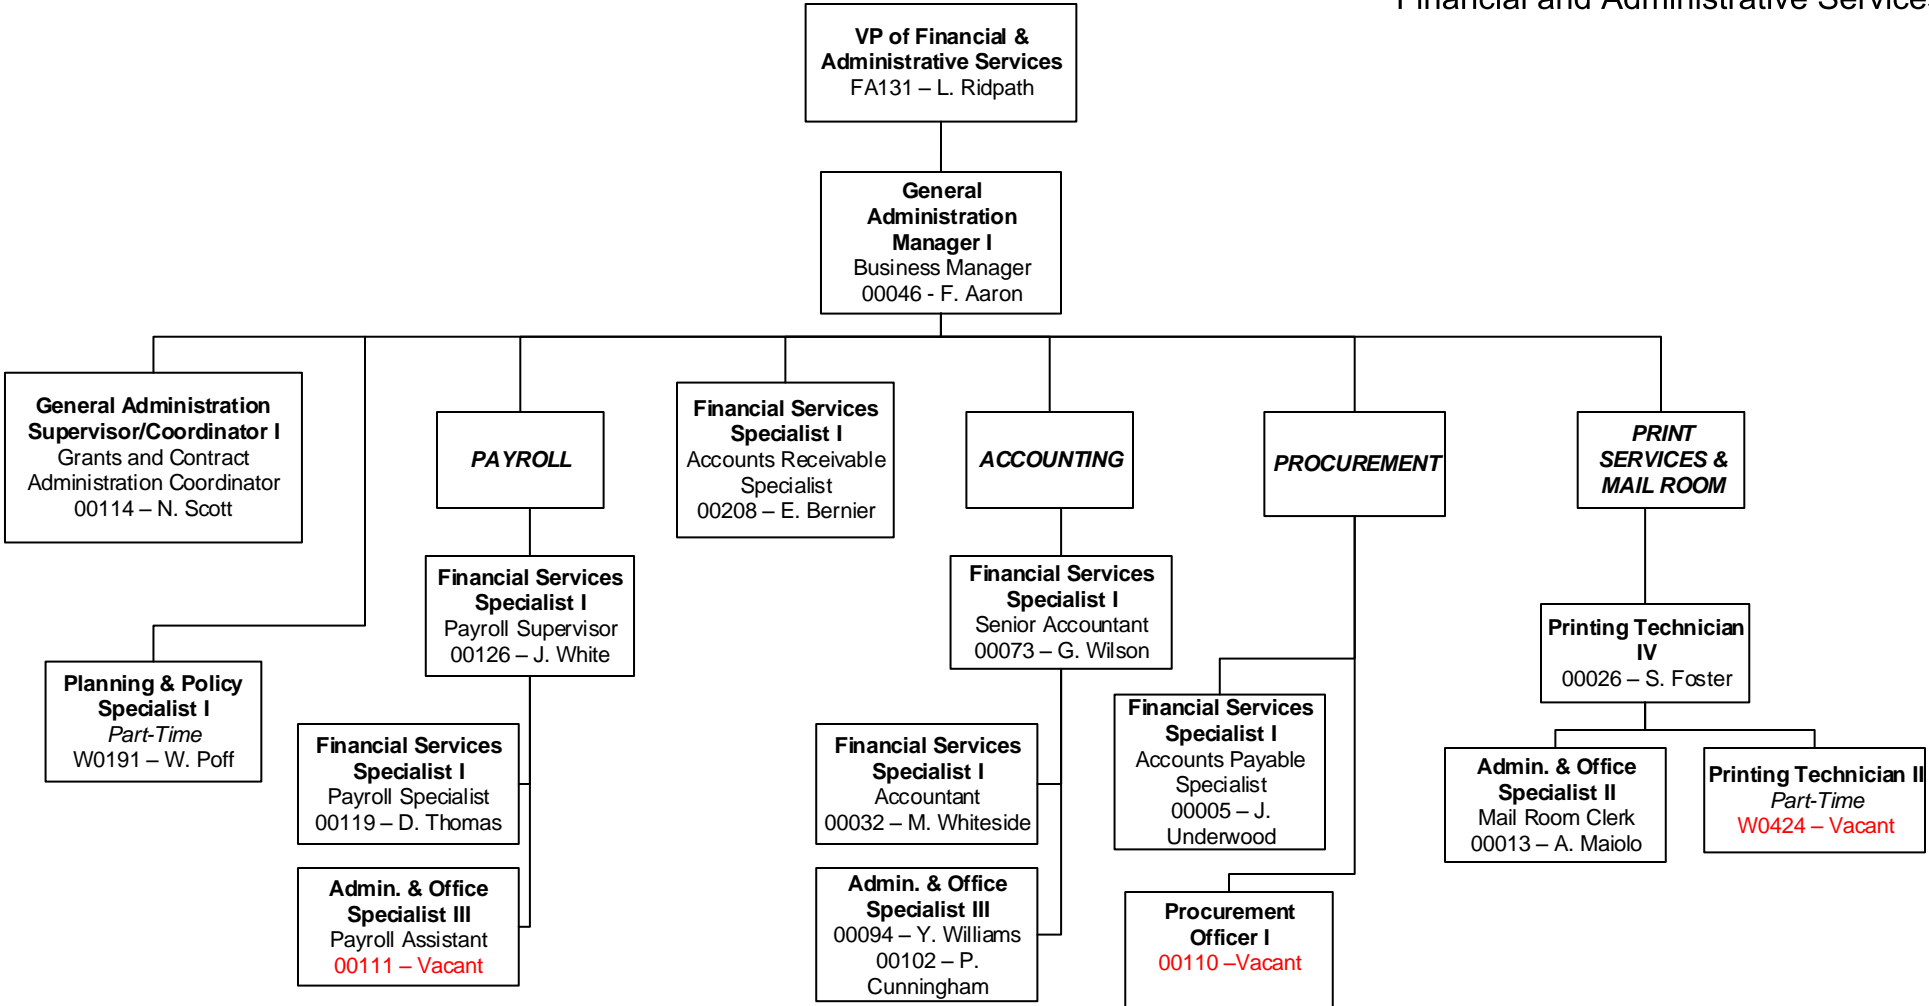 Financial and Administrative Services
VP of Financial &
Administrative Services
FA131 – L. Ridpath
General
Administration
Manager I
Business Manager
00046 - F. Aaron
General Administration
Supervisor/Coordinator I
Grants and Contract
Administration Coordinator
00114 – N. Scott
PAYROLL
Financial Services
Specialist I
Accounts Receivable
Specialist
00208 – E. Bernier
ACCOUNTING
PROCUREMENT
PRINT
SERVICES &
MAIL ROOM
Planning & Policy
Specialist I
Part-Time
W0191 – W. Poff
Financial Services
Specialist I
Payroll Supervisor
00126 – J. White
Financial Services
Specialist I
Payroll Specialist
00119 – D. Thomas
Admin. & Office
Specialist III
Payroll Assistant
00111 – Vacant
Financial Services
Specialist I
Senior Accountant
00073 – G. Wilson
Financial Services
Specialist I
Accountant
00032 – M. Whiteside
Admin. & Office
Specialist III
00094 – Y. Williams
00102 – P.
Cunningham
Financial Services
Specialist I
Accounts Payable
Specialist
00005 – J.
Underwood
Procurement
Officer I
00110 –Vacant
Printing Technician
IV
00026 – S. Foster
Admin. & Office
Specialist II
Mail Room Clerk
00013 – A. Maiolo
Printing Technician II
Part-Time
W0424 – Vacant